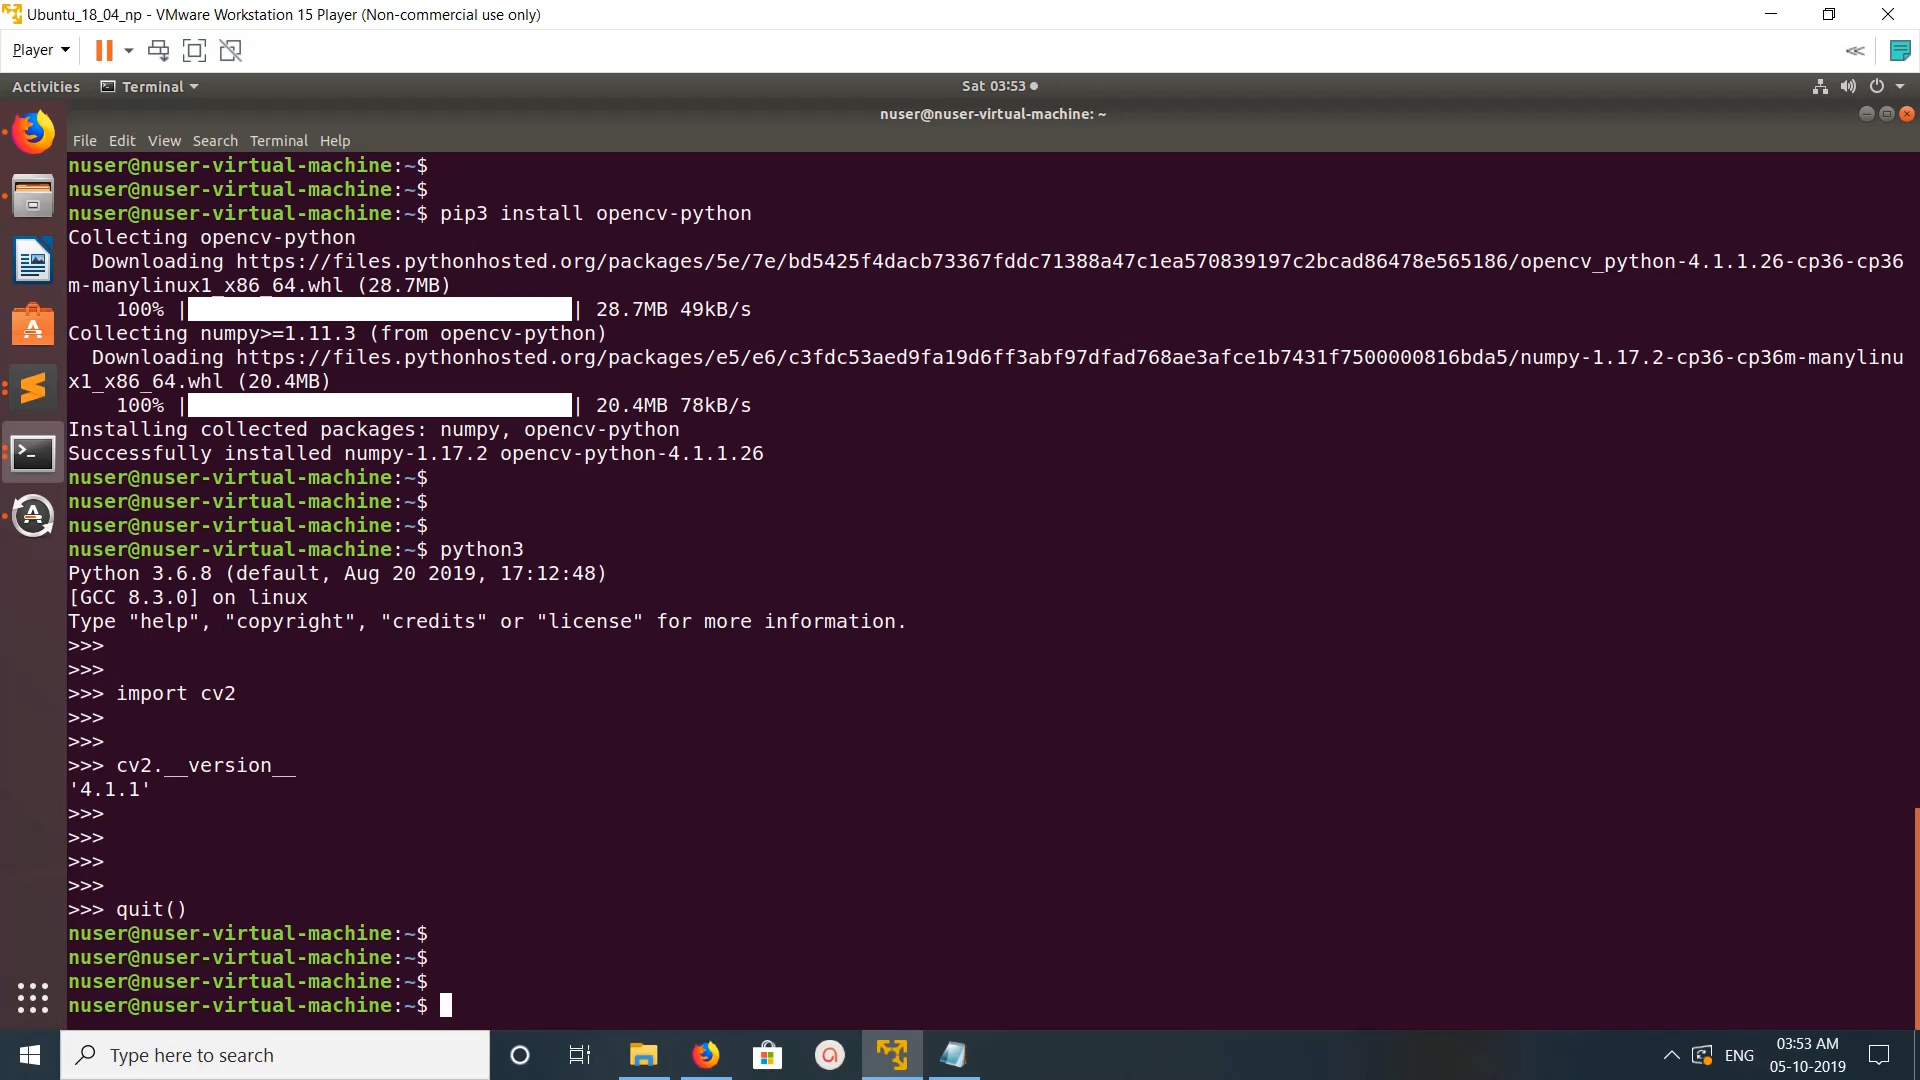 Ubuntu_18_04_np - VMware Workstation 15 Player (Non-commercial use only)
Player
Activities Terminal Sat 03:53
nuser@nuser-virtual-machine: ~
File Edit View Search Terminal Help
nuser@nuser-virtual-machine:~$
nuser@nuser-virtual-machine:~$
nuser@nuser-virtual-machine:~$ pip3 install opencv-python
Collecting opencv-python
  Downloading https://files.pythonhosted.org/packages/5e/7e/bd5425f4dacb73367fddc71388a47c1ea570839197c2bcad86478e565186/opencv_python-4.1.1.26-cp36-cp36
m-manylinux1_x86_64.whl (28.7MB)
    100% | | 28.7MB 49kB/s
Collecting numpy>=1.11.3 (from opencv-python)
  Downloading https://files.pythonhosted.org/packages/e5/e6/c3fdc53aed9fa19d6ff3abf97dfad768ae3afce1b7431f7500000816bda5/numpy-1.17.2-cp36-cp36m-manylinu
x1_x86_64.whl (20.4MB)
    100% | | 20.4MB 78kB/s
Installing collected packages: numpy, opencv-python
Successfully installed numpy-1.17.2 opencv-python-4.1.1.26
nuser@nuser-virtual-machine:~$
nuser@nuser-virtual-machine:~$
nuser@nuser-virtual-machine:~$
nuser@nuser-virtual-machine:~$ python3
Python 3.6.8 (default, Aug 20 2019, 17:12:48)
[GCC 8.3.0] on linux
Type "help", "copyright", "credits" or "license" for more information.
>>>
>>>
>>> import cv2
>>>
>>>
>>> cv2.__version__
'4.1.1'
>>>
>>>
>>>
>>>
>>> quit()
nuser@nuser-virtual-machine:~$
nuser@nuser-virtual-machine:~$
nuser@nuser-virtual-machine:~$
nuser@nuser-virtual-machine:~$
Type here to search
ENG
03:53 AM
05-10-2019